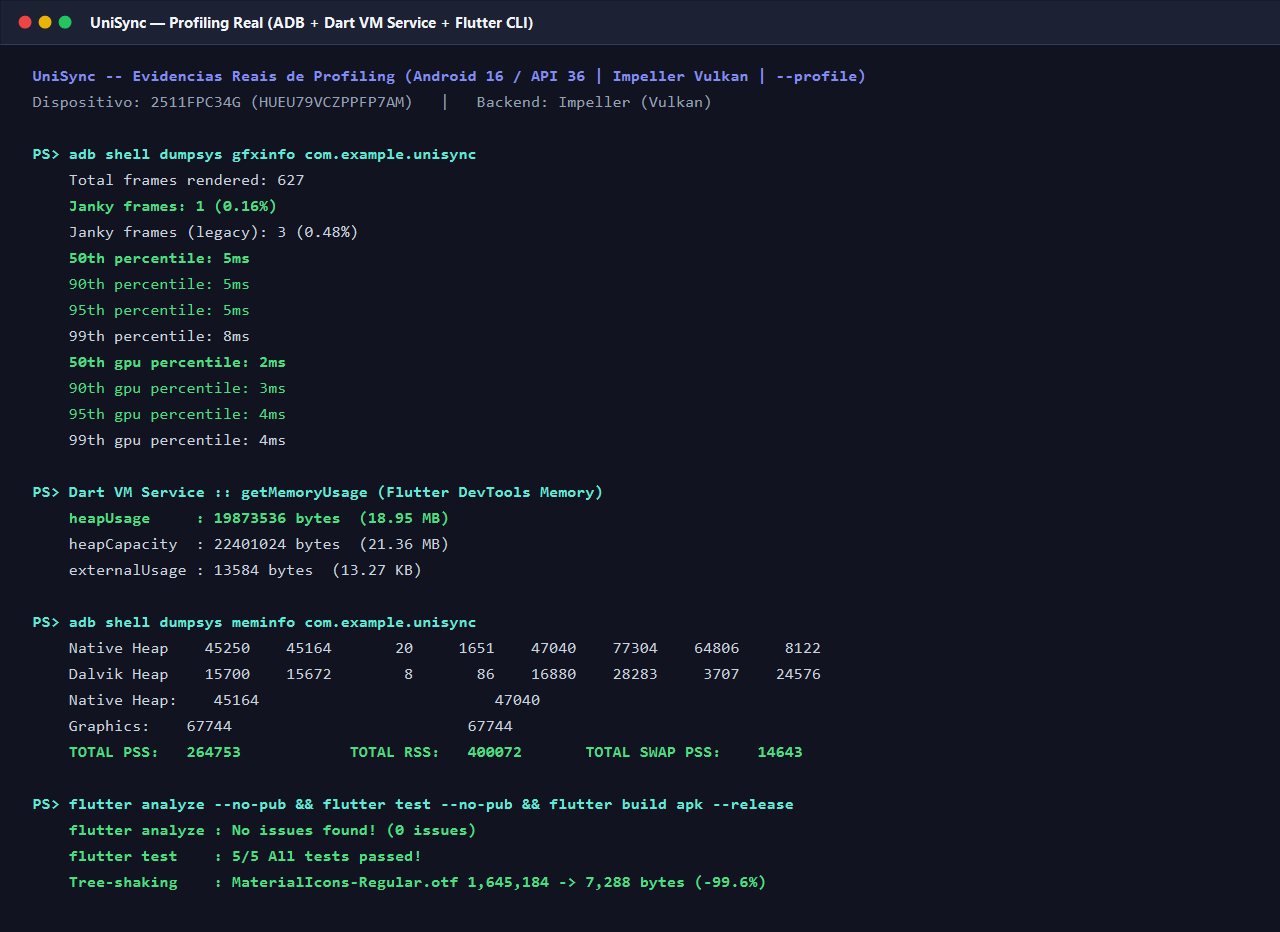 UniSync — Profiling Real (ADB + Dart VM Service + Flutter CLI)
UniSync -- Evidencias Reais de Profiling (Android 16 / API 36 | Impeller Vulkan | --profile)
Dispositivo: 2511FPC34G (HUEU79VCZPPFP7AM)   |   Backend: Impeller (Vulkan)
PS> adb shell dumpsys gfxinfo com.example.unisync
    Total frames rendered: 627
    Janky frames: 1 (0.16%)
    Janky frames (legacy): 3 (0.48%)
    50th percentile: 5ms
    90th percentile: 5ms
    95th percentile: 5ms
    99th percentile: 8ms
    50th gpu percentile: 2ms
    90th gpu percentile: 3ms
    95th gpu percentile: 4ms
    99th gpu percentile: 4ms
PS> Dart VM Service :: getMemoryUsage (Flutter DevTools Memory)
    heapUsage     : 19873536 bytes  (18.95 MB)
    heapCapacity  : 22401024 bytes  (21.36 MB)
    externalUsage : 13584 bytes  (13.27 KB)
PS> adb shell dumpsys meminfo com.example.unisync
    Native Heap    45250    45164       20     1651    47040    77304    64806     8122
    Dalvik Heap    15700    15672        8       86    16880    28283     3707    24576
    Native Heap:    45164                          47040
    Graphics:    67744                          67744
    TOTAL PSS:   264753            TOTAL RSS:   400072       TOTAL SWAP PSS:    14643
PS> flutter analyze --no-pub && flutter test --no-pub && flutter build apk --release
    flutter analyze : No issues found! (0 issues)
    flutter test    : 5/5 All tests passed!
    Tree-shaking    : MaterialIcons-Regular.otf 1,645,184 -> 7,288 bytes (-99.6%)